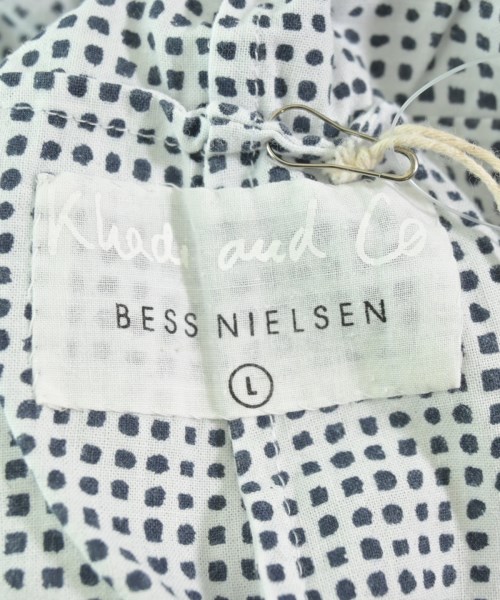 Khadi and Co
BESS NIELSEN
L